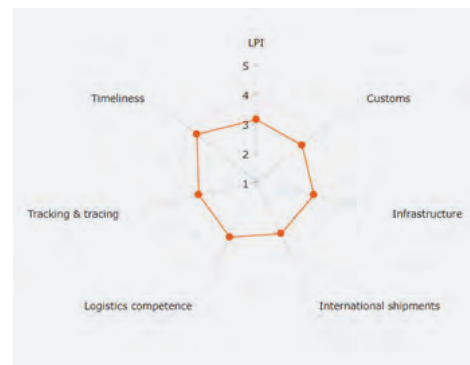 LPI
5
4
3
2
1
Timeliness
Customs
Tracking & tracing
Infrastructure
Logistics competence
International shipments